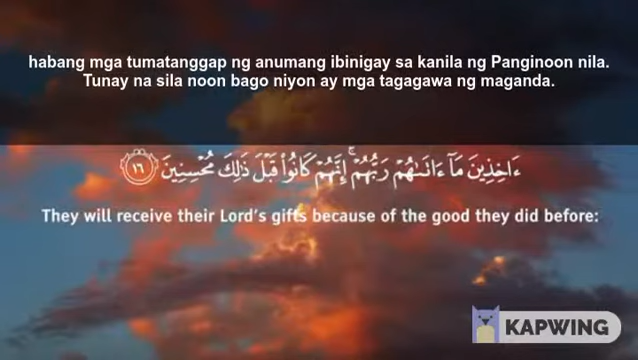 habang mga tumatanggap ng anumang ibinigay sa kanila ng Panginoon nila.
Tunay na sila noon bago niyon ay mga tagagawa ng maganda.
ءَاخِذِينَ مَآ ءَاتَىٰهُمْ رَبُّهُمْ ۚ إِنَّهُمْ كَانُوا۟ قَبْلَ ذَٰلِكَ مُحْسِنِينَ ١٦
They will receive their Lord’s gifts because of the good they did before:
KAPWING